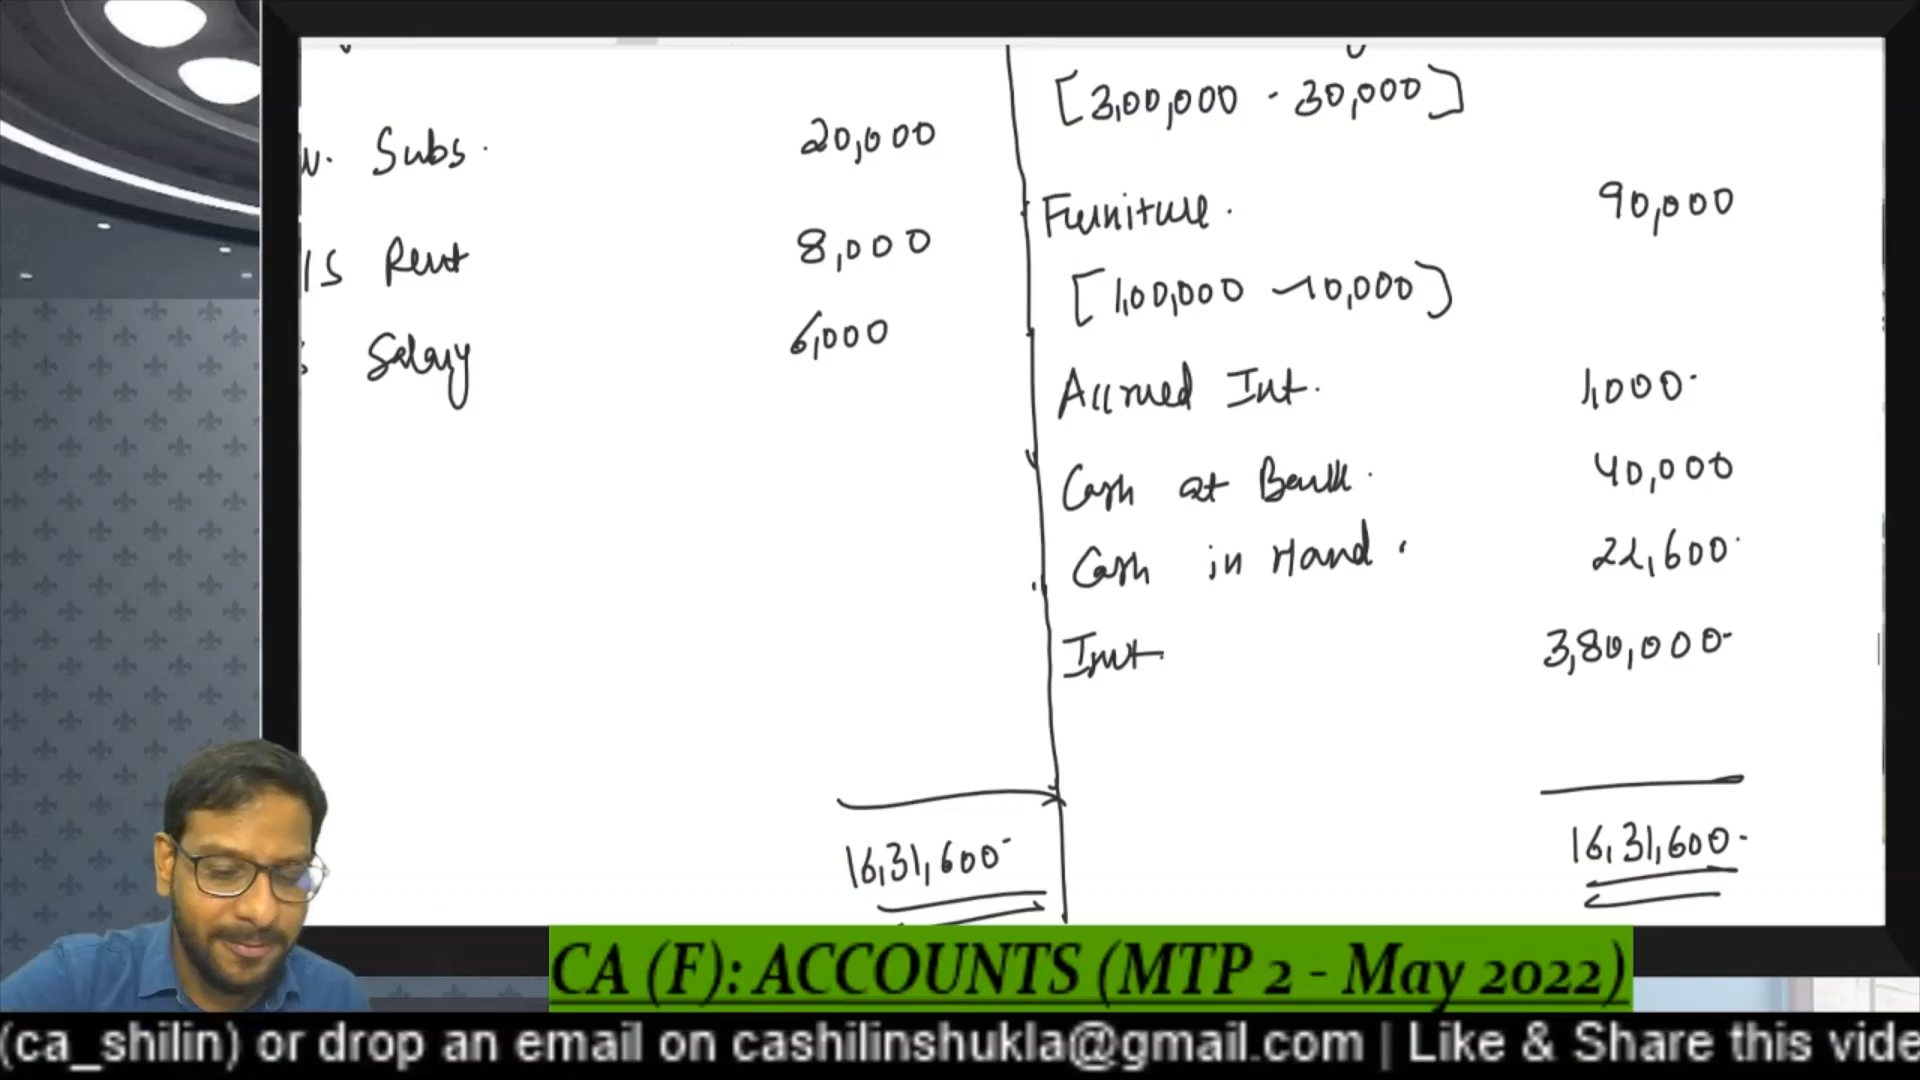 [3,00,000 - 30,000]
. Subs. 20,000
Furniture. 90,000
Rent 8,000
[1,00,000 - 10,000]
Salary 6,000
Accrued Int. 1,000
Cash at Bank. 40,000
Cash in Hand. 22,600
Invt. 3,80,000
16,31,600 16,31,600
CA (F): ACCOUNTS (MTP 2 - May 2022)
(ca_shilin) or drop an email on cashilinshukla@gmail.com | Like & Share this vide